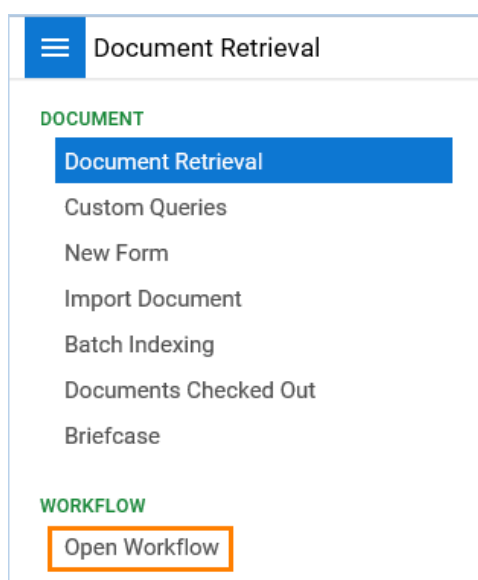 Document Retrieval
DOCUMENT
Document Retrieval
Custom Queries
New Form
Import Document
Batch Indexing
Documents Checked Out
Briefcase
WORKFLOW
Open Workflow